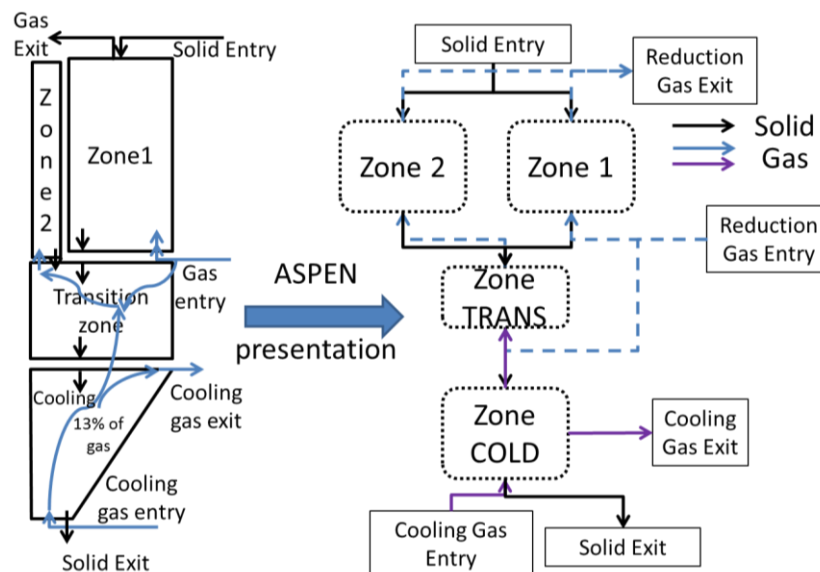 Gas
Exit
Solid Entry
Zone2
Zone1
Gas
entry
Transition
zone
Cooling
13% of
gas
Cooling
gas exit
Cooling
gas entry
Solid Exit
ASPEN
presentation
Solid Entry
Reduction
Gas Exit
Solid
Gas
Zone 2
Zone 1
Reduction
Gas Entry
Zone
TRANS
Zone
COLD
Cooling
Gas Exit
Cooling Gas
Entry
Solid Exit